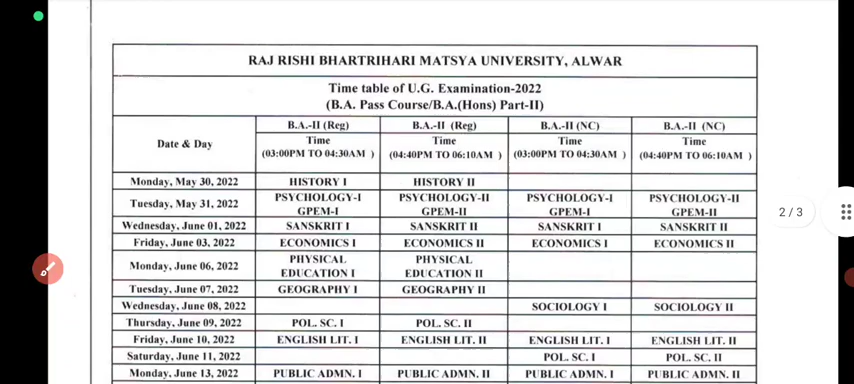 RAJ RISHI BHARTRIHARI MATSYA UNIVERSITY, ALWAR
Time table of U.G. Examination-2022
(B.A. Pass Course/B.A.(Hons) Part-II)
Date & Day B.A.-II (Reg) B.A.-II (Reg) B.A.-II (NC) B.A.-II (NC)
Time Time Time Time
(03:00PM TO 04:30AM ) (04:40PM TO 06:10AM ) (03:00PM TO 04:30AM ) (04:40PM TO 06:10AM )
Monday, May 30, 2022 HISTORY I HISTORY II
Tuesday, May 31, 2022 PSYCHOLOGY-I PSYCHOLOGY-II PSYCHOLOGY-I PSYCHOLOGY-II
GPEM-I GPEM-II GPEM-I GPEM-II
2 / 3
Wednesday, June 01, 2022 SANSKRIT I SANSKRIT II SANSKRIT I SANSKRIT II
Friday, June 03, 2022 ECONOMICS I ECONOMICS II ECONOMICS I ECONOMICS II
Monday, June 06, 2022 PHYSICAL PHYSICAL
EDUCATION I EDUCATION II
Tuesday, June 07, 2022 GEOGRAPHY I GEOGRAPHY II
Wednesday, June 08, 2022 SOCIOLOGY I SOCIOLOGY II
Thursday, June 09, 2022 POL. SC. I POL. SC. II
Friday, June 10, 2022 ENGLISH LIT. I ENGLISH LIT. II ENGLISH LIT. I ENGLISH LIT. II
Saturday, June 11, 2022 POL. SC. I POL. SC. II
Monday, June 13, 2022 PUBLIC ADMN. I PUBLIC ADMN. II PUBLIC ADMN. I PUBLIC ADMN. II